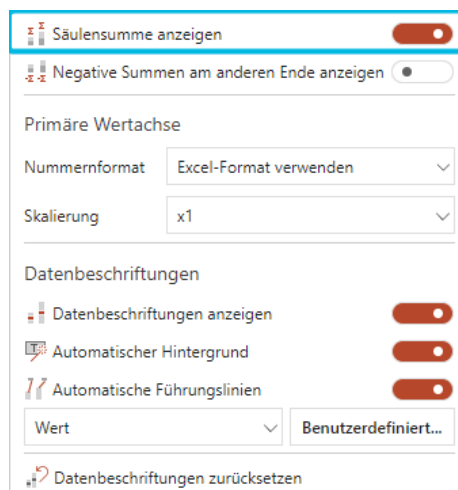 Säulensumme anzeigen
Negative Summen am anderen Ende anzeigen
Primäre Wertachse
Nummernformat Excel-Format verwenden
Skalierung x1
Datenbeschriftungen
Datenbeschriftungen anzeigen
Automatischer Hintergrund
Automatische Führungslinien
Wert Benutzerdefiniert...
Datenbeschriftungen zurücksetzen